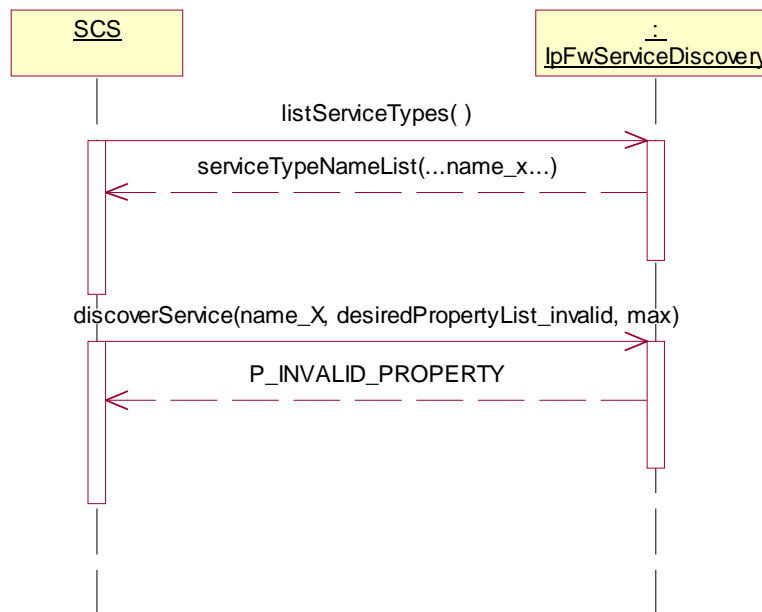 SCS
:
IpFwServiceDiscovery
listServiceTypes( )
serviceTypeNameList(...name_x...)
discoverService(name_X, desiredPropertyList_invalid, max)
P_INVALID_PROPERTY